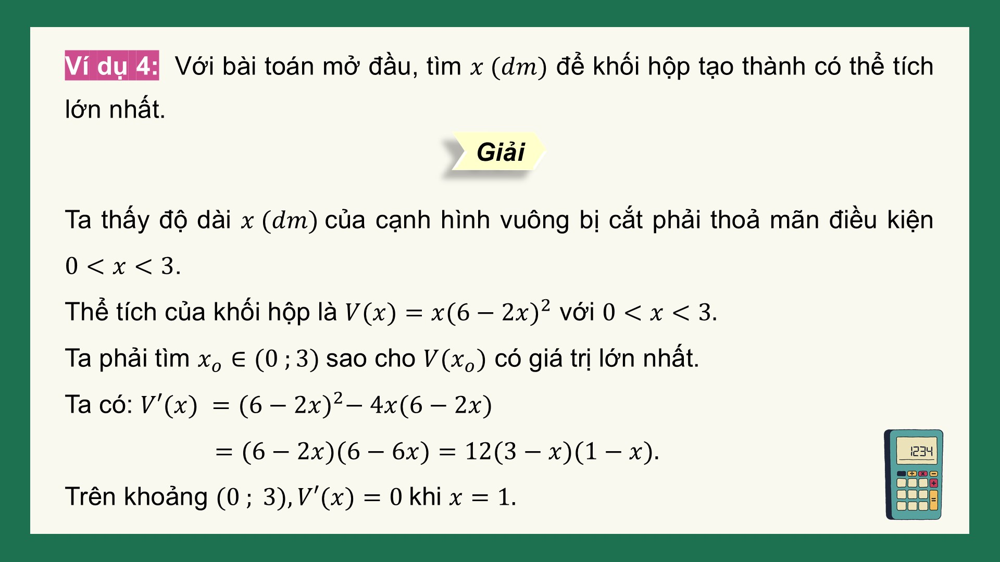 Ví dụ 4: Với bài toán mở đầu, tìm 𝑥 (𝑑𝑚) để khối hộp tạo thành có thể tích
lớn nhất.
Giải
Ta thấy độ dài 𝑥 (𝑑𝑚) của cạnh hình vuông bị cắt phải thoả mãn điều kiện
0 < 𝑥 < 3.
Thể tích của khối hộp là 𝑉(𝑥) = 𝑥(6 − 2𝑥)² với 0 < 𝑥 < 3.
Ta phải tìm 𝑥ₒ ∈ (0 ; 3) sao cho 𝑉(𝑥ₒ) có giá trị lớn nhất.
Ta có: 𝑉′(𝑥) = (6 − 2𝑥)² − 4𝑥(6 − 2𝑥)
= (6 − 2𝑥)(6 − 6𝑥) = 12(3 − 𝑥)(1 − 𝑥).
1234
Trên khoảng (0 ; 3), 𝑉′(𝑥) = 0 khi 𝑥 = 1.